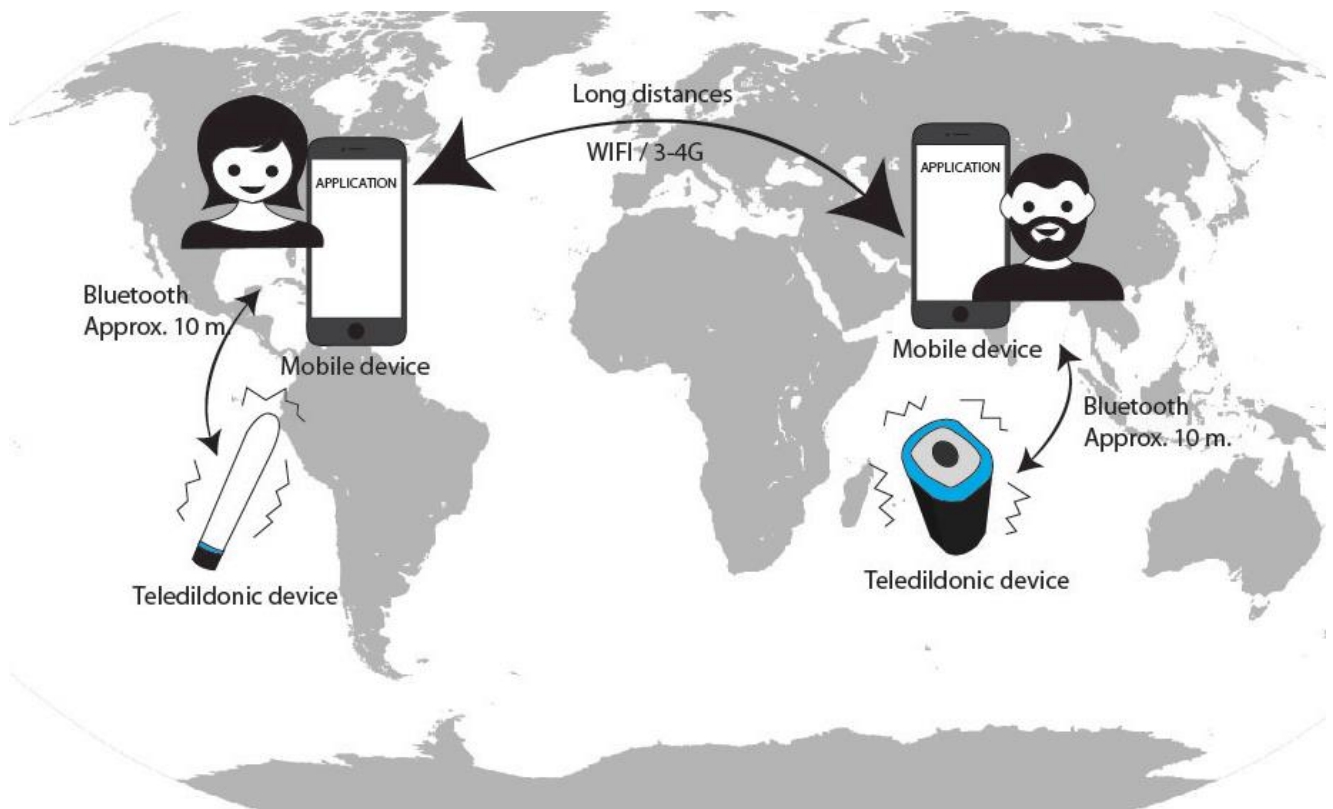 Long distances
WIFI / 3-4G
APPLICATION
APPLICATION
Bluetooth
Approx. 10 m.
Mobile device
Mobile device
Bluetooth
Approx. 10 m.
Teledildonic device
Teledildonic device